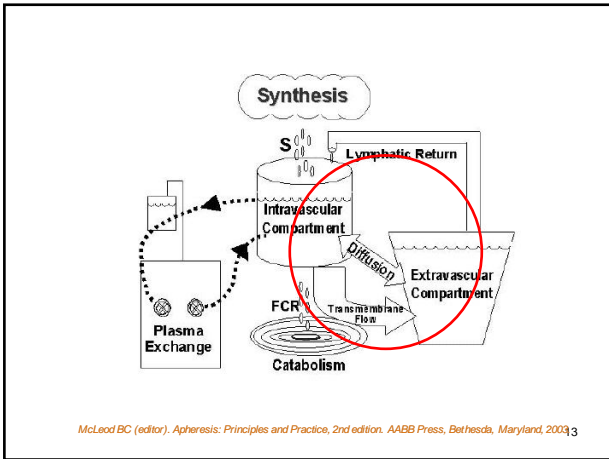 Synthesis
S
Lymphatic Return
Intravascular
Compartment
Diffusion
Extravascular
Compartment
FCR
Transmembrane
Flow
Plasma
Exchange
Catabolism
McLeod BC (editor). Apheresis: Principles and Practice, 2nd edition. AABB Press, Bethesda, Maryland, 2003
13